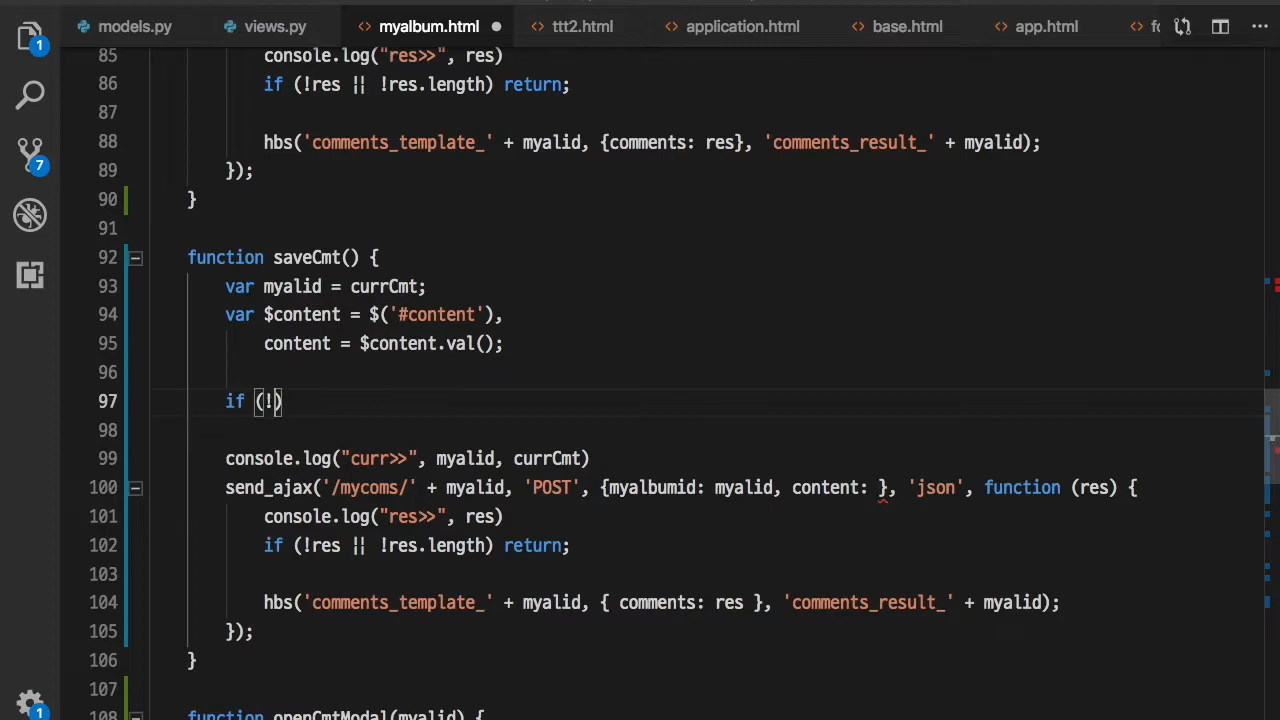 models.py views.py myalbum.html ttt2.html application.html base.html app.html fo
1
7
1
85 console.log("res>>", res)
86 if (!res || !res.length) return;
87
88 hbs('comments_template_' + myalid, {comments: res}, 'comments_result_' + myalid);
89 });
90 }
91
92 function saveCmt() {
93 var myalid = currCmt;
94 var $content = $('#content'),
95 content = $content.val();
96
97 if (!)
98
99 console.log("curr>>", myalid, currCmt)
100 send_ajax('/mycoms/' + myalid, 'POST', {myalbumid: myalid, content: }, 'json', function (res) {
101 console.log("res>>", res)
102 if (!res || !res.length) return;
103
104 hbs('comments_template_' + myalid, { comments: res }, 'comments_result_' + myalid);
105 });
106 }
107
108 function openCmtModal(myalid) {